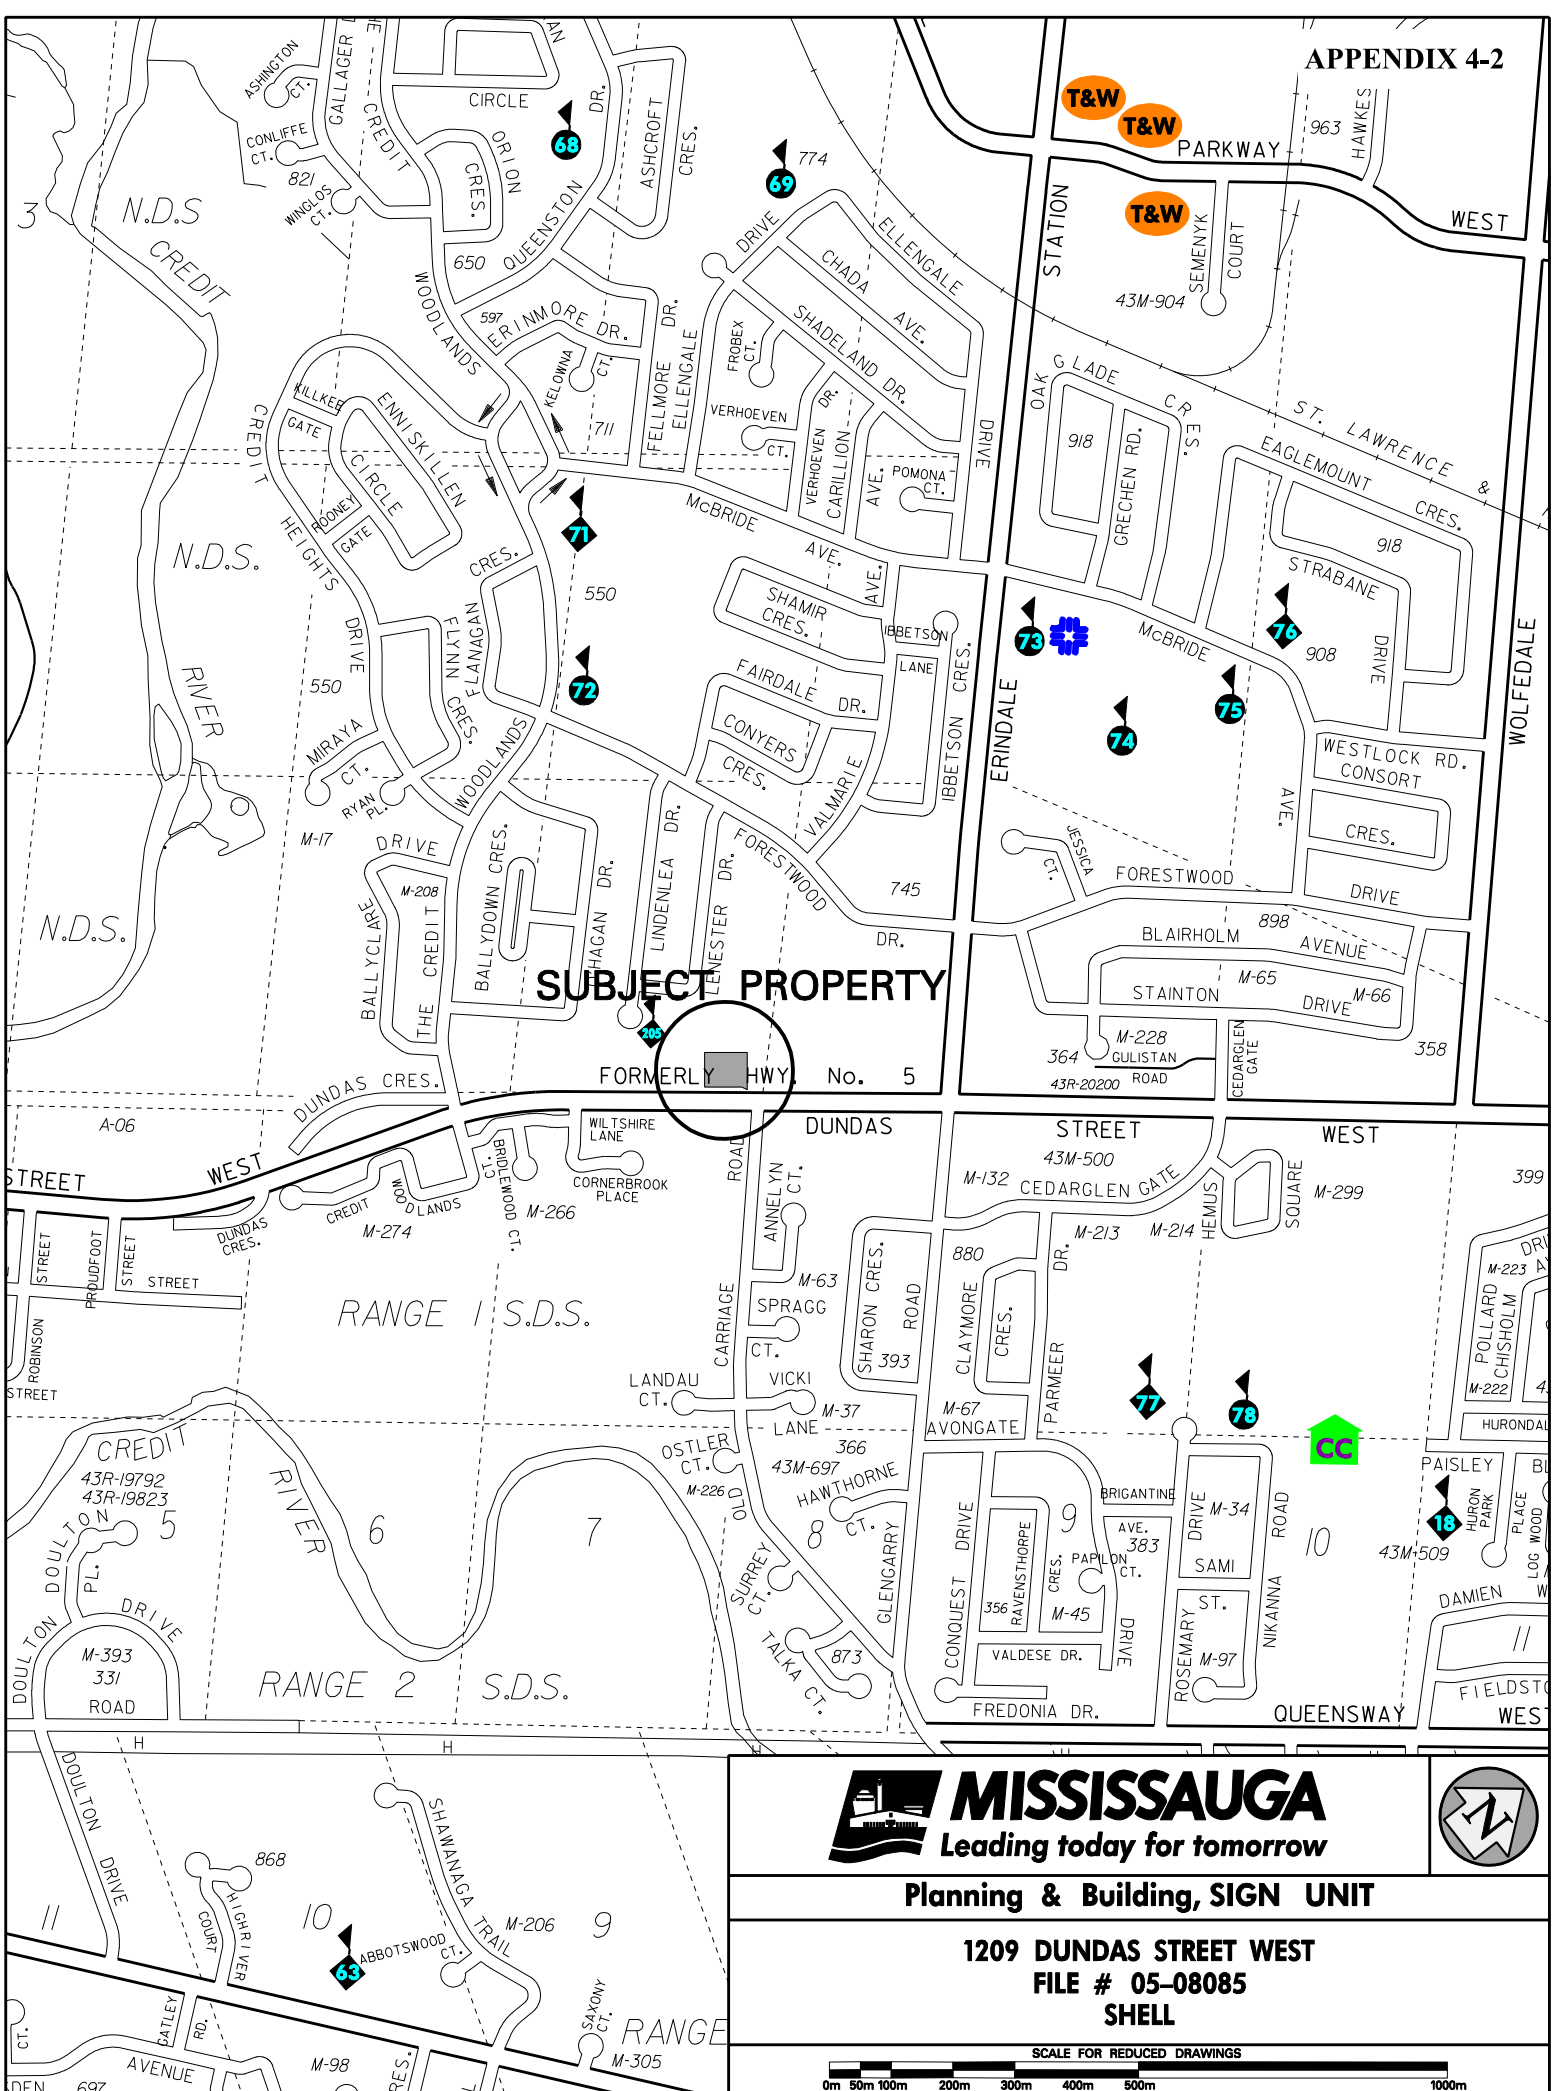 APPENDIX 4-2
ASHINGTON CT.
GALLAGER
THE CREDIT
CIRCLE
DR.
ASHCROFT CRES.
68
69
774
T&W
T&W
PARKWAY
963
HAWKES
CONLIFFE CT.
821
WINGLOS CT.
ORION CRES.
QUEENSTON
650
3
N.D.S
CREDIT
WOODLANDS
DRIVE
ELLENGALE
CHADA AVE.
STATION
T&W
SEMENYK COURT
WEST
43M-904
597
ERINMORE DR.
DR.
FELLMORE
ELLENGALE
FROBEX CT.
SHADELAND DR.
KELOWNA CT.
711
VERHOEVEN CT.
VERHOEVEN DR.
CARILLION AVE.
POMONA CT.
DRIVE
OAK GLADE CRES.
918
GRECHEN RD.
ST. LAWRENCE &
EAGLEMOUNT CRES.
918
STRABANE DRIVE
KILLKEE GATE
ENNISKILLEN CIRCLE
ROONEY GATE
CREDIT
HEIGHTS
DRIVE
N.D.S.
71
McBRIDE AVE.
550
CRES.
FLANAGAN
FLYNN CRES.
SHAMIR CRES.
AVE.
IBBETSON
LANE
73
McBRIDE
76
908
WOLFEDALE
RIVER
550
72
FAIRDALE DR.
CONYERS CRES.
IBBETSON CRES.
ERINDALE
74
75
WESTLOCK RD.
CONSORT
CRES.
AVE.
MIRAYA CT.
RYAN PL.
WOODLANDS
VALMARIE
M-17
DRIVE
M-208
BALLYDOWN CRES.
DR.
LINDENLEA
DR.
LENESTER
FORESTWOOD
DR.
745
JESSICA CT.
FORESTWOOD
DRIVE
898
N.D.S.
BALLYCLARE
THE CREDIT
DR.
BLAIRHOLM
AVENUE
M-65
M-66
STAINTON
DRIVE
SUBJECT PROPERTY
205
M-228
364
GULISTAN
ROAD
43R-20200
CEDARGLEN GATE
358
FORMERLY HWY. No. 5
DUNDAS CRES.
A-06
WILTSHIRE LANE
DUNDAS
STREET
WEST
STREET
WEST
BRIDLEWOOD CT.
CORNERBROOK PLACE
ROAD
ANNELYN CT.
43M-500
M-132
CEDARGLEN GATE
HEMUS
SQUARE
M-299
399
CREDIT
WOODLANDS
M-274
M-266
DUNDAS CRES.
M-213
M-214
STREET
PROUDFOOT
STREET
STREET
M-63
SPRAGG CT.
SHARON CRES.
ROAD
880
CLAYMORE
CRES.
DR.
PARMEER
M-223
POLLARD
CHISHOLM
RANGE 1 S.D.S.
ROBINSON
STREET
CARRIAGE
393
LANDAU CT.
VICKI
LANE
M-37
M-67
AVONGATE
77
78
CC
M-222
HURONDAL
CREDIT
43R-19792
43R-19823
RIVER
OSTLER CT.
M-226
OLD
366
43M-697
HAWTHORNE CT.
PAISLEY
BRIGANTINE
AVE.
383
DRIVE
M-34
ROAD
18
HURON PARK
PLACE
LOG WOOD
43M-509
DOULTON PL.
5
6
7
8
9
10
SURREY CT.
GLENGARRY
CONQUEST DRIVE
RAVENSTHORPE
CRES.
PAPILON CT.
SAMI
ST.
NIKANNA
DAMIEN
11
DOULTON DRIVE
M-393
331
ROAD
TALKA CT.
873
356
M-45
VALDESE DR.
DRIVE
ROSEMARY
M-97
RANGE 2 S.D.S.
FREDONIA DR.
QUEENSWAY
FIELDSTO
WES
H
H
H
DOULTON DRIVE
SHAWANAGA TRAIL
868
HIGHRIVER COURT
11
10
9
M-206
63
ABBOTSWOOD CT.
SAXONY CT.
GATLEY RD.
CT.
AVENUE
697
M-98
RANGE
M-305
MISSISSAUGA
Leading today for tomorrow
N
Planning & Building, SIGN UNIT
1209 DUNDAS STREET WEST
FILE # 05-08085
SHELL
SCALE FOR REDUCED DRAWINGS
0m 50m 100m 200m 300m 400m 500m 1000m